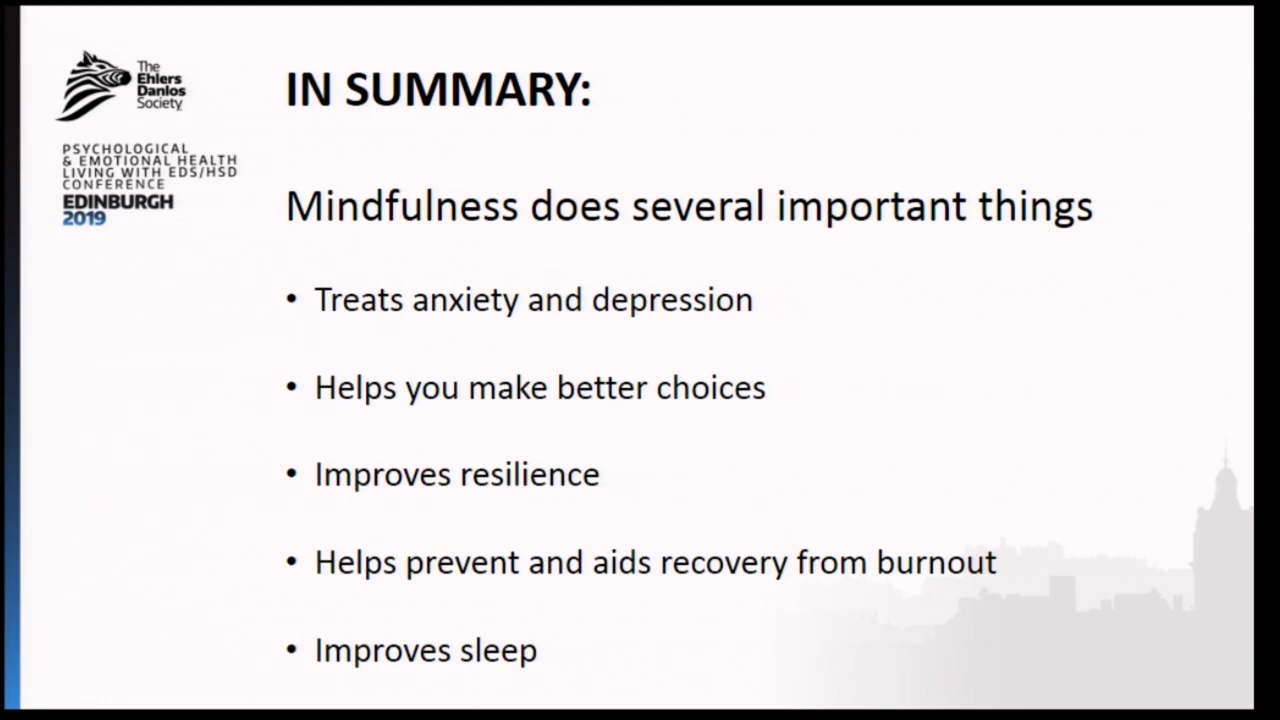 The
Ehlers
Danlos
Society
PSYCHOLOGICAL
& EMOTIONAL HEALTH
LIVING WITH EDS/HSD
CONFERENCE
EDINBURGH
2019
IN SUMMARY:
Mindfulness does several important things
• Treats anxiety and depression
• Helps you make better choices
• Improves resilience
• Helps prevent and aids recovery from burnout
• Improves sleep